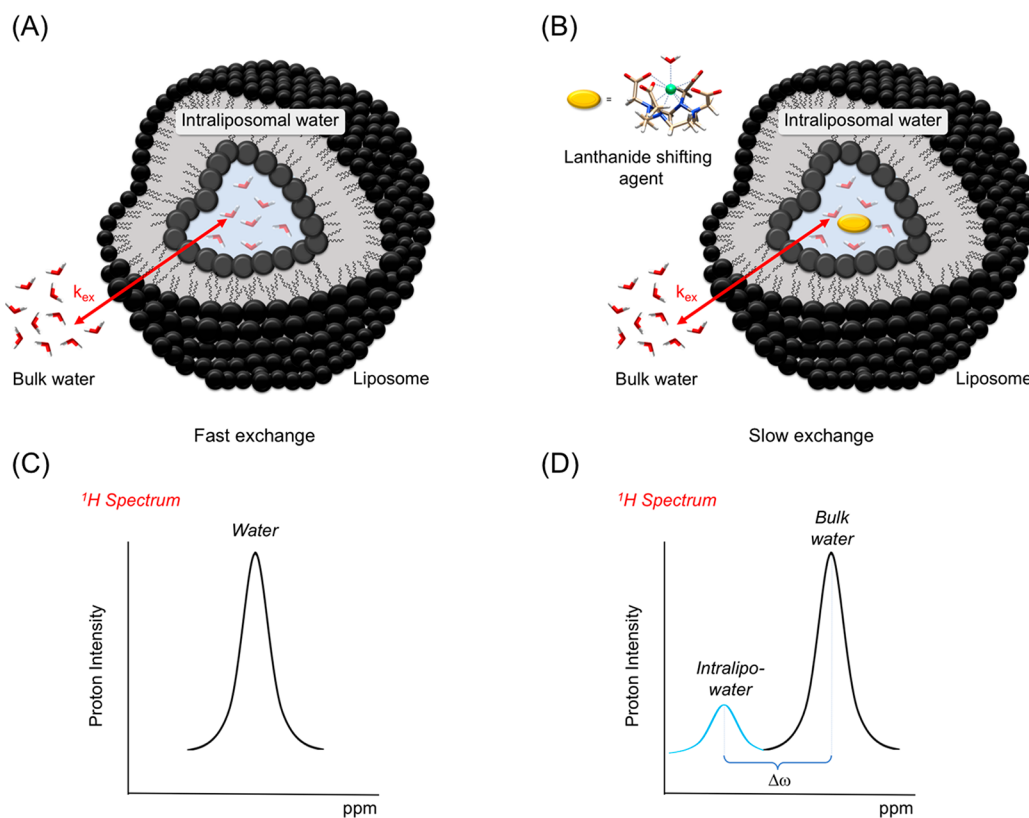 (A)
Intraliposomal water
kex
Bulk water
Liposome
Fast exchange
(B)
=
Lanthanide shifting
agent
Intraliposomal water
kex
Bulk water
Liposome
Slow exchange
(C)
¹H Spectrum
Water
Proton Intensity
ppm
(D)
¹H Spectrum
Bulk
water
Intralipo-
water
Proton Intensity
Δω
ppm